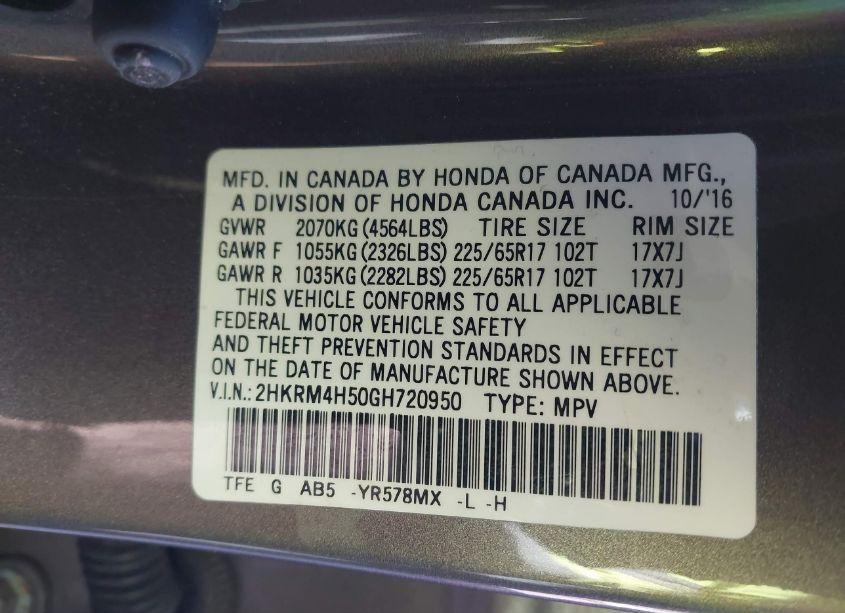 MFD. IN CANADA BY HONDA OF CANADA MFG.,
A DIVISION OF HONDA CANADA INC. 10/'16
GVWR 2070KG (4564LBS) TIRE SIZE RIM SIZE
GAWR F 1055KG (2326LBS) 225/65R17 102T 17X7J
GAWR R 1035KG (2282LBS) 225/65R17 102T 17X7J
THIS VEHICLE CONFORMS TO ALL APPLICABLE
FEDERAL MOTOR VEHICLE SAFETY
AND THEFT PREVENTION STANDARDS IN EFFECT
ON THE DATE OF MANUFACTURE SHOWN ABOVE.
V.I.N.: 2HKRM4H50GH720950 TYPE: MPV
TFE G AB5 -YR578MX -L -H